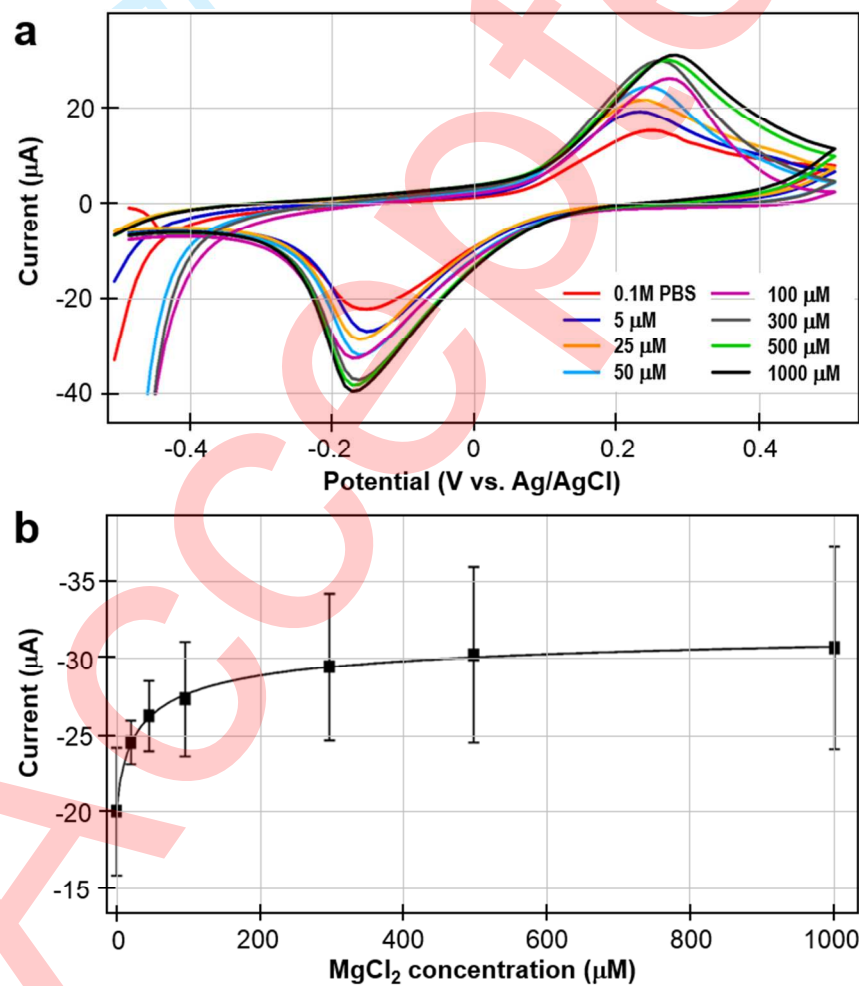 a
Current (µA)
20
0
-20
-40
0.1M PBS
5 µM
25 µM
50 µM
100 µM
300 µM
500 µM
1000 µM
-0.4 -0.2 0 0.2 0.4
Potential (V vs. Ag/AgCl)
b
Current (µA)
-35
-30
-25
-20
-15
0 200 400 600 800 1000
MgCl₂ concentration (µM)
Accepte